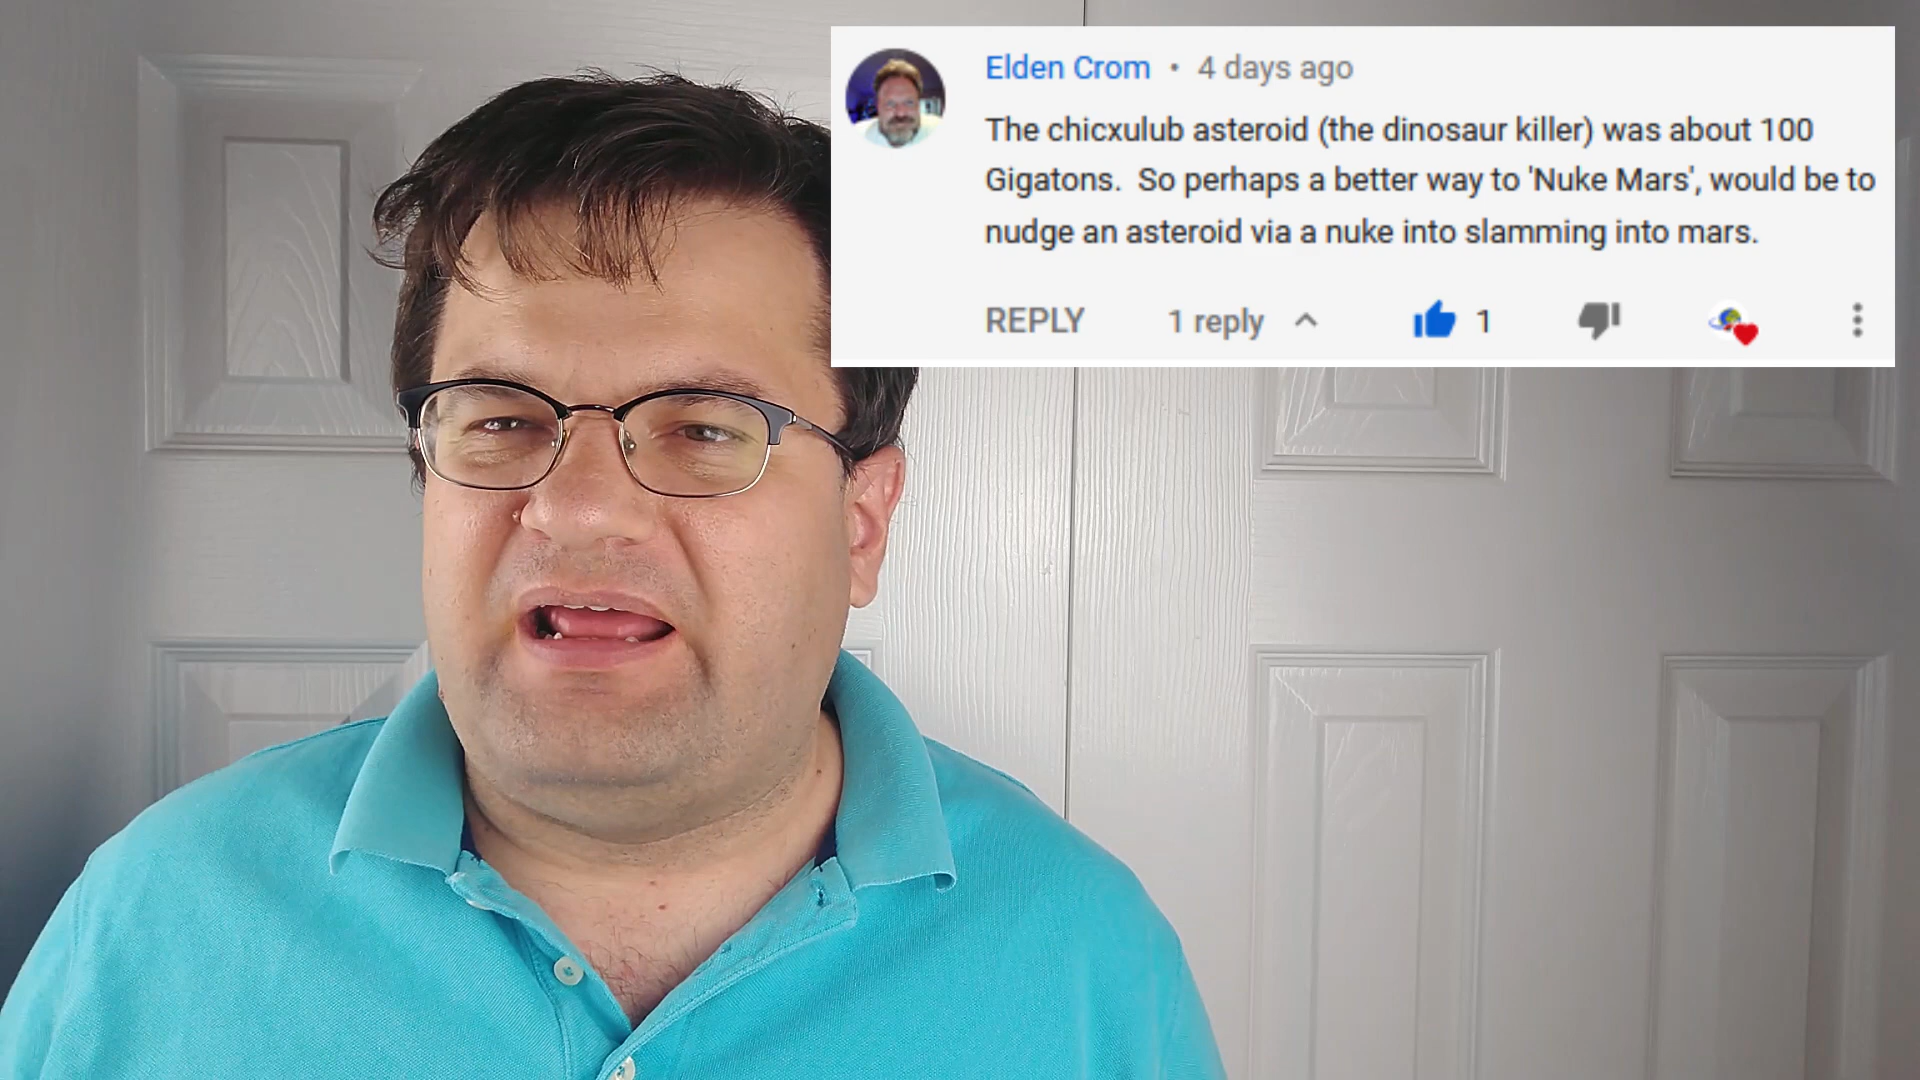 Elden Crom • 4 days ago
The chicxulub asteroid (the dinosaur killer) was about 100
Gigatons.  So perhaps a better way to 'Nuke Mars', would be to
nudge an asteroid via a nuke into slamming into mars.
REPLY 1 reply 1